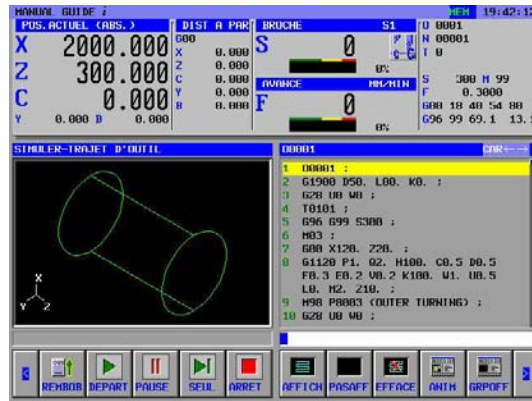 MANUAL GUIDE i
MEM 19:42:12
POS.ACTUEL (ABS.)
X 2000.000
Z 300.000
C 0.000
Y 0.000 B 0.000
DIST A PAR
G00
X 0.000
Z 0.000
C 0.000
Y 0.000
B 0.000
BROCHE S1
S 0
0%
AVANCE MM/MIN
F 0
0%
O 0001
N 00001
T 0
S 300 M 99
F 0.3000
G00 18 40 54 80
G96 99 69.1 13.1
SIMULER-TRAJET D'OUTIL
X
Y Z
O0001 CAR←→
1 O0001 ;
2 G1900 D50. L00. K0. ;
3 G28 U0 W0 ;
4 T0101 ;
5 G96 G99 S300 ;
6 M03 ;
7 G00 X120. Z20. ;
8 G1120 P1. Q2. H100. C0.5 D0.5
F0.3 E0.2 V0.2 K100. W1. U0.5
L0. M2. Z10. ;
9 M98 P8003 (OUTER TURNING) ;
10 G28 U0 W0 ;
REMBOB DEPART PAUSE SEUL ARRET AFFICH PASAFF EFFACE ANIM GRPOFF